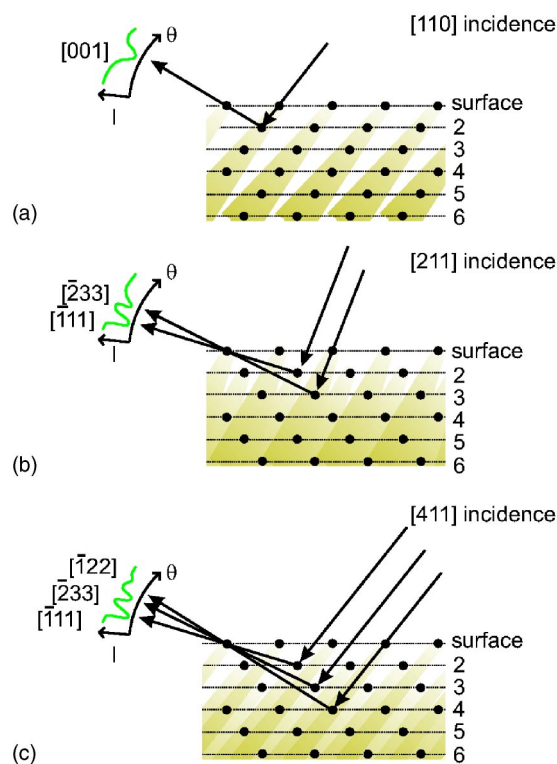 [110] incidence
[001]
θ
I
surface
2
3
4
5
6
(a)
[211] incidence
[2̄33]
[1̄11]
θ
I
surface
2
3
4
5
6
(b)
[411] incidence
[1̄22]
[2̄33]
[1̄11]
θ
I
surface
2
3
4
5
6
(c)